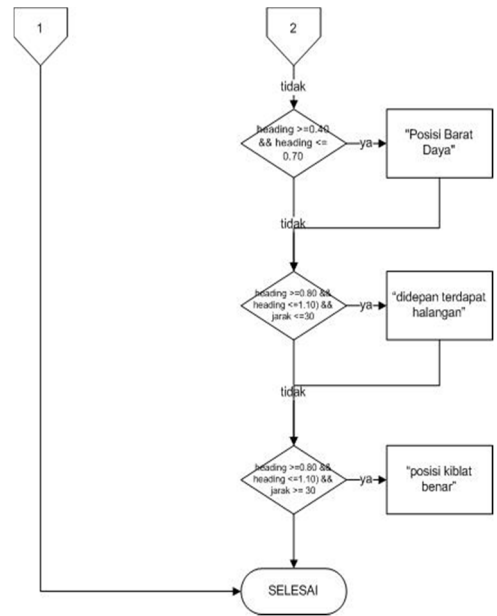 1
2
tidak
heading >=0.40
&& heading <=
0.70
ya
"Posisi Barat
Daya"
tidak
heading >=0.80 &&
heading <=1.10) &&
jarak <=30
ya
“didepan terdapat
halangan”
tidak
heading >=0.80 &&
heading <=1.10) &&
jarak >= 30
ya
“posisi kiblat
benar”
SELESAI